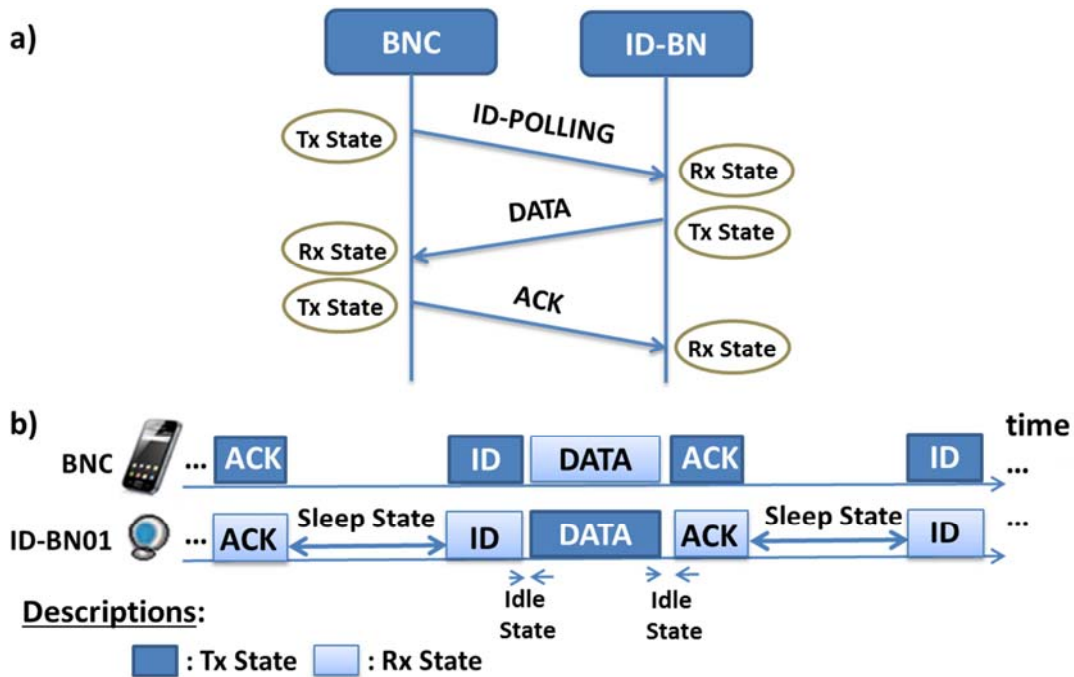 a)
BNC
ID-BN
Tx State
ID-POLLING
Rx State
DATA
Tx State
Rx State
Tx State
ACK
Rx State
b)
time
BNC
... ACK ID DATA ACK ID ...
ID-BN01
... ACK Sleep State ID DATA ACK Sleep State ID ...
Idle State
Idle State
Descriptions:
: Tx State : Rx State